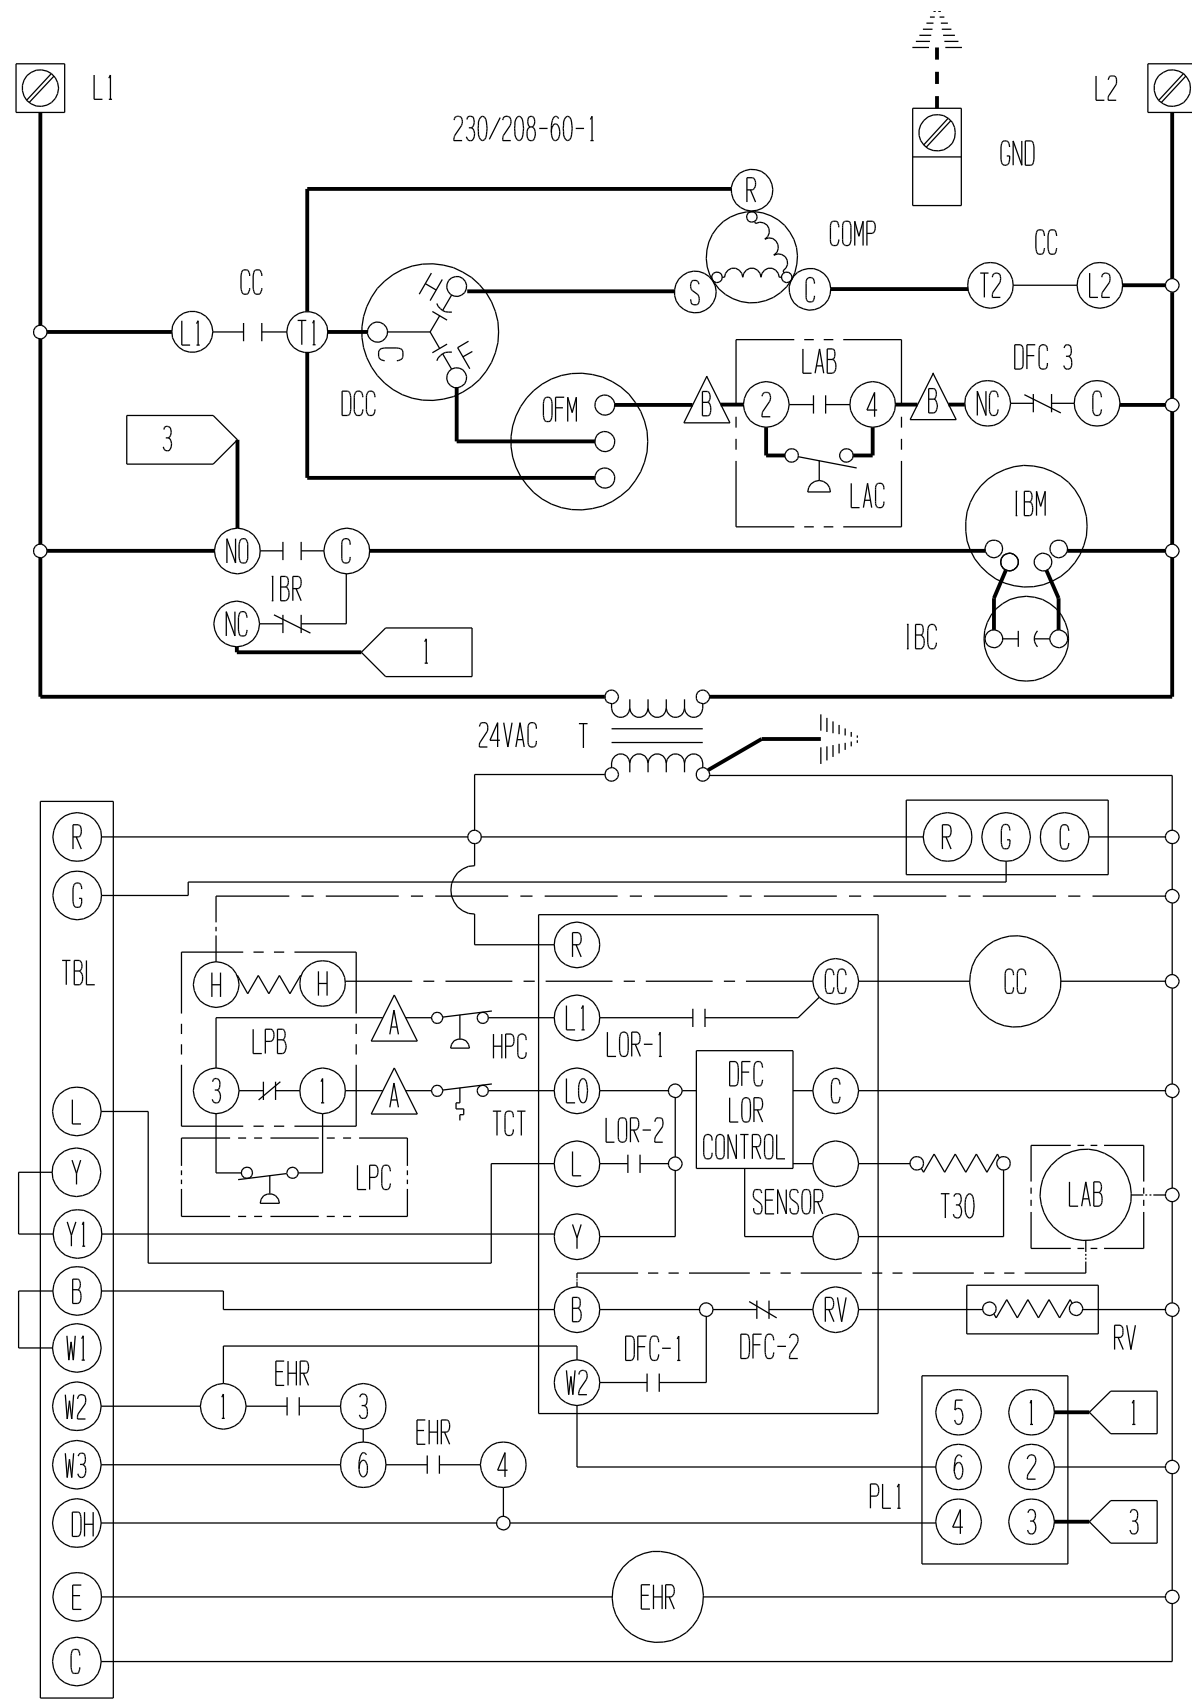 L1
L2
230/208-60-1
GND
R
COMP
CC
CC
H
S
C
T2
L2
L1
T1
C
F
DCC
LAB
DFC 3
OFM
B
2
4
B
NC
C
3
LAC
IBM
NO
C
IBR
NC
1
IBC
24VAC
T
R
R
G
C
G
R
TBL
H
H
CC
CC
A
L1
HPC
LOR-1
LPB
DFC
LOR
CONTROL
3
1
A
LO
C
L
TCT
LOR-2
Y
LPC
L
SENSOR
T30
LAB
Y1
Y
B
B
RV
RV
W1
DFC-1
DFC-2
EHR
W2
W2
1
3
5
1
1
EHR
W3
6
4
6
2
PL1
DH
4
3
3
E
EHR
C